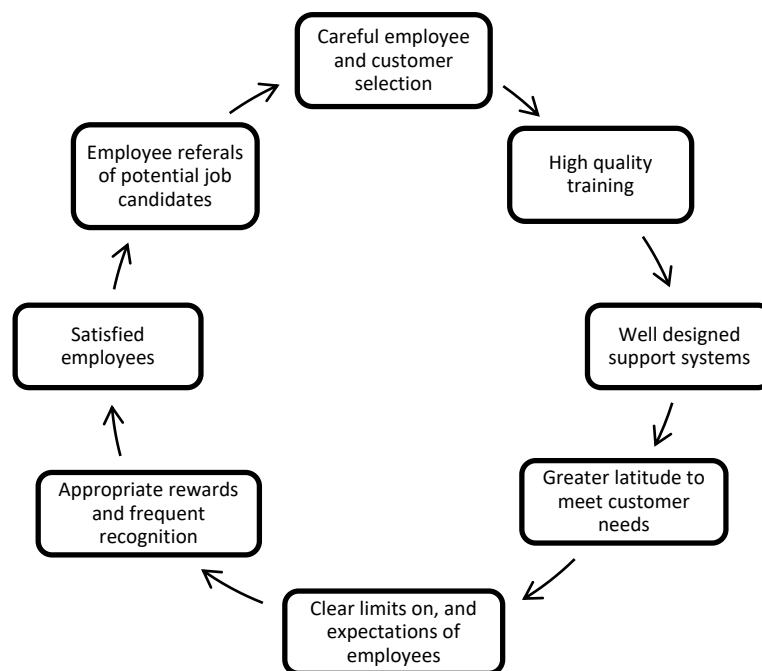 Careful employee
and customer
selection
High quality
training
Well designed
support systems
Greater latitude to
meet customer
needs
Clear limits on, and
expectations of
employees
Appropriate rewards
and frequent
recognition
Satisfied
employees
Employee referals
of potential job
candidates